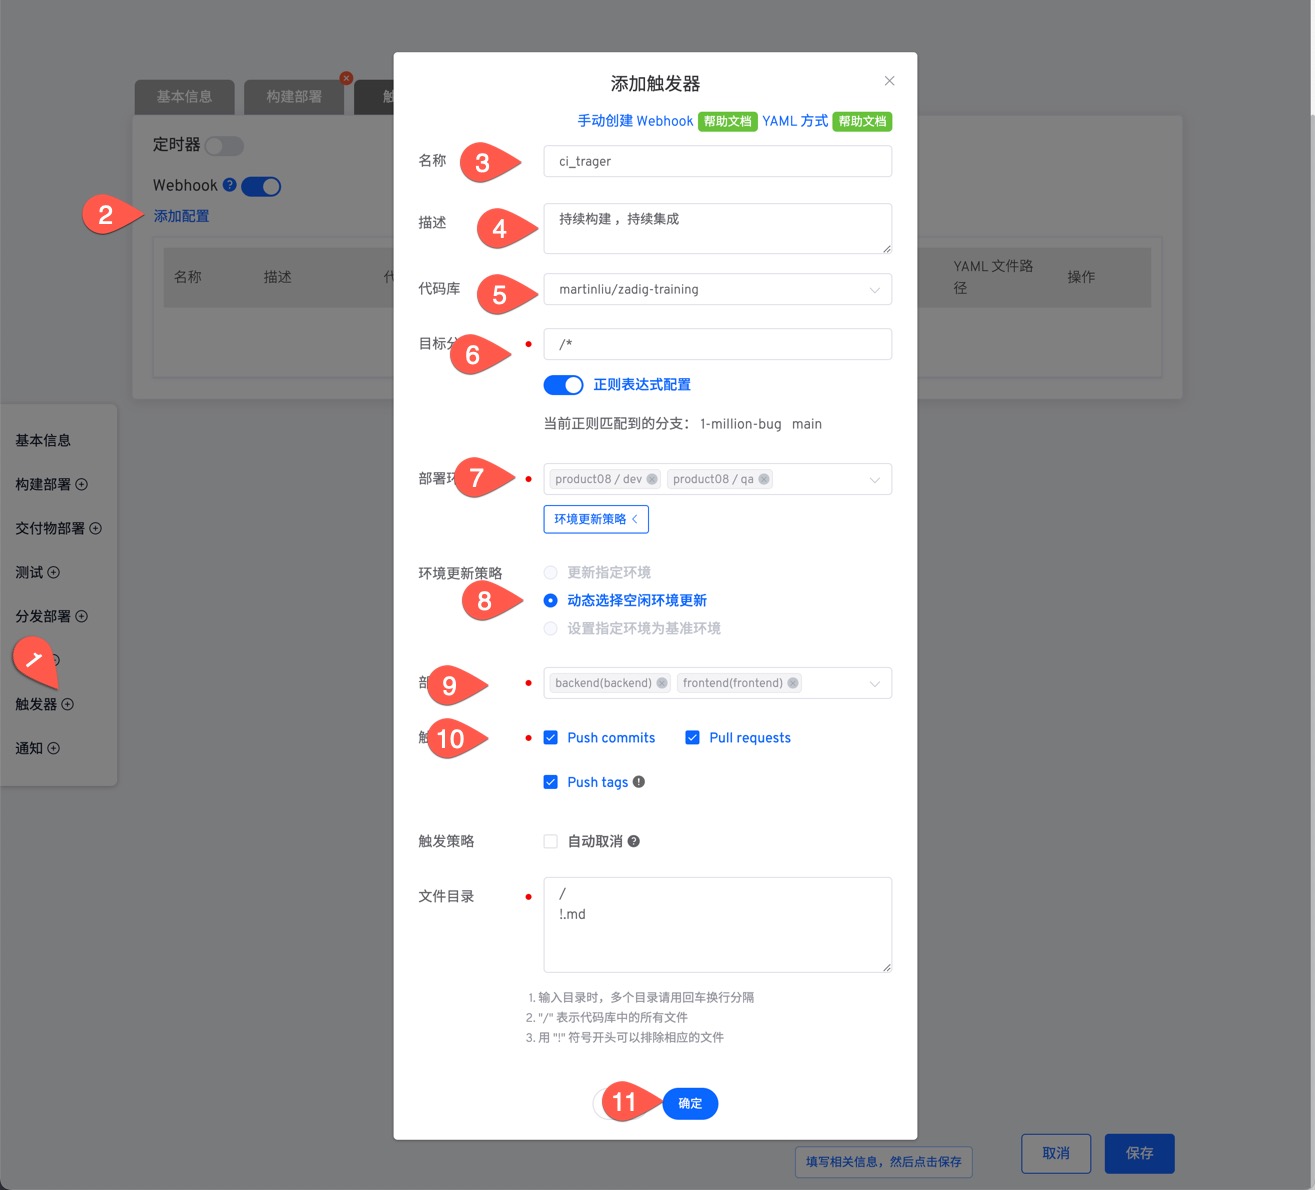 添加触发器
手动创建 Webhook 帮助文档 YAML 方式 帮助文档
基本信息
构建部署
触
定时器
Webhook ?
2 添加配置
名称 描述 代 YAML 文件路径 操作
3 名称 ci_trager
4 描述 持续构建 ，持续集成
5 代码库 martinliu/zadig-training
6 目标分 /*
正则表达式配置
当前正则匹配到的分支： 1-million-bug main
7 部署环 product08 / dev product08 / qa
环境更新策略 <
环境更新策略 更新指定环境
8 动态选择空闲环境更新
设置指定环境为基准环境
9 部 backend(backend) frontend(frontend)
10 触 Push commits Pull requests
Push tags !
触发策略 自动取消 ?
文件目录 /
!.md
1. 输入目录时，多个目录请用回车换行分隔
2. "/" 表示代码库中的所有文件
3. 用 "!" 符号开头可以排除相应的文件
11 确定
基本信息
构建部署
交付物部署
测试
分发部署
1
触发器
通知
填写相关信息，然后点击保存
取消
保存